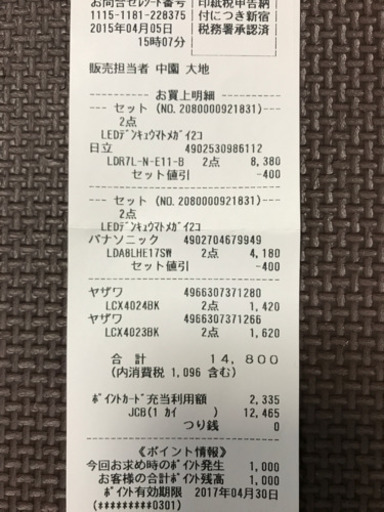 お問合せレシート番号
1115-1181-228375
2015年04月05日
15時07分
印紙税申告納
付につき新宿
税務署承認済
販売担当者 中園 大地
お買上明細
セット (NO.2080000921831)
2点
LEDﾃﾞﾝｷｭｳﾏﾄﾒｶﾞｲ2ｺ
日立 4902530986112
LDR7L-N-E11-B 2点 8,380
セット値引 -400
セット (NO.2080000921831)
2点
LEDﾃﾞﾝｷｭｳﾏﾄﾒｶﾞｲ2ｺ
パナソニック 4902704679949
LDA8LHE17SW 2点 4,180
セット値引 -400
ヤザワ 4966307371280
LCX4024BK 2点 1,420
ヤザワ 4966307371266
LCX4023BK 2点 1,620
合 計 14,800
(内消費税 1,096 含む)
ﾎﾟｲﾝﾄｶｰﾄﾞ充当利用額 2,335
JCB(1 ｶｲ ) 12,465
つり銭 0
《ポイント情報》
今回お求め時のﾎﾟｲﾝﾄ発生 1,000
お客様の合計ﾎﾟｲﾝﾄ残高 1,000
ﾎﾟｲﾝﾄ有効期限 2017年04月30日
(*********0301)